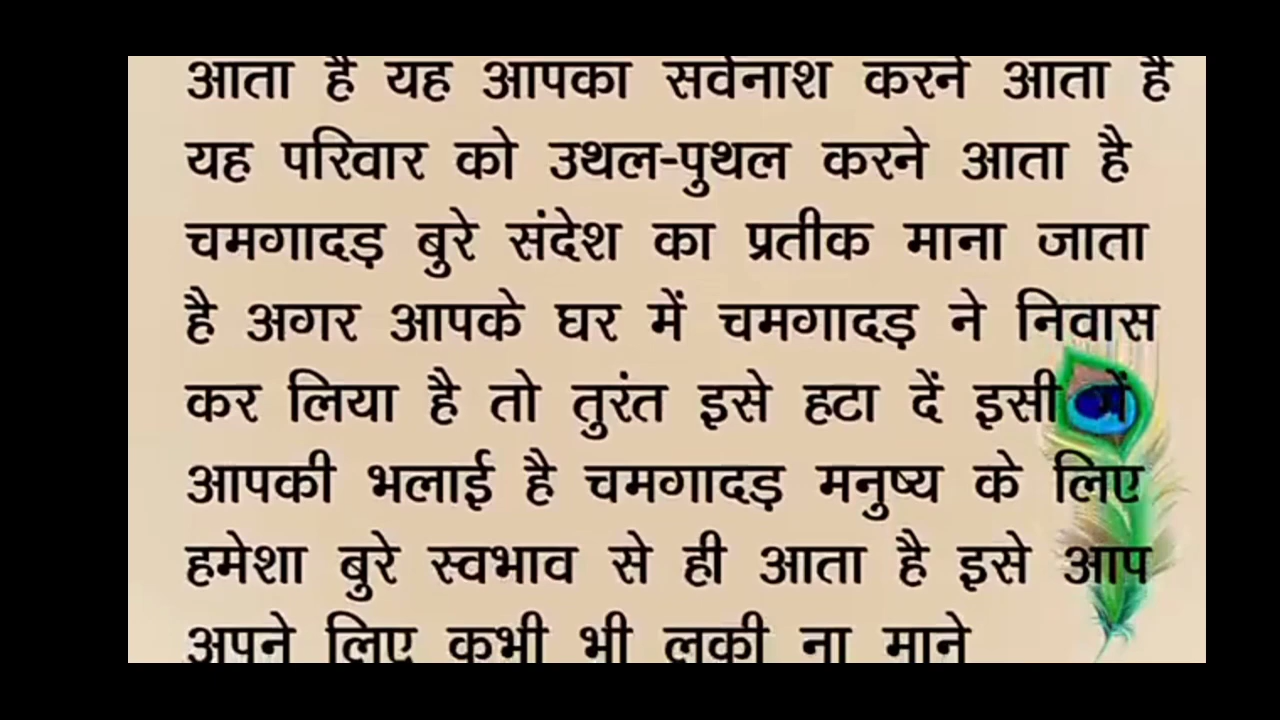 आता है यह आपका सर्वनाश करने आता है
यह परिवार को उथल-पुथल करने आता है
चमगादड़ बुरे संदेश का प्रतीक माना जाता
है अगर आपके घर में चमगादड़ ने निवास
कर लिया है तो तुरंत इसे हटा दें इसी में
आपकी भलाई है चमगादड़ मनुष्य के लिए
हमेशा बुरे स्वभाव से ही आता है इसे आप
अपने लिए कभी भी लकी ना माने